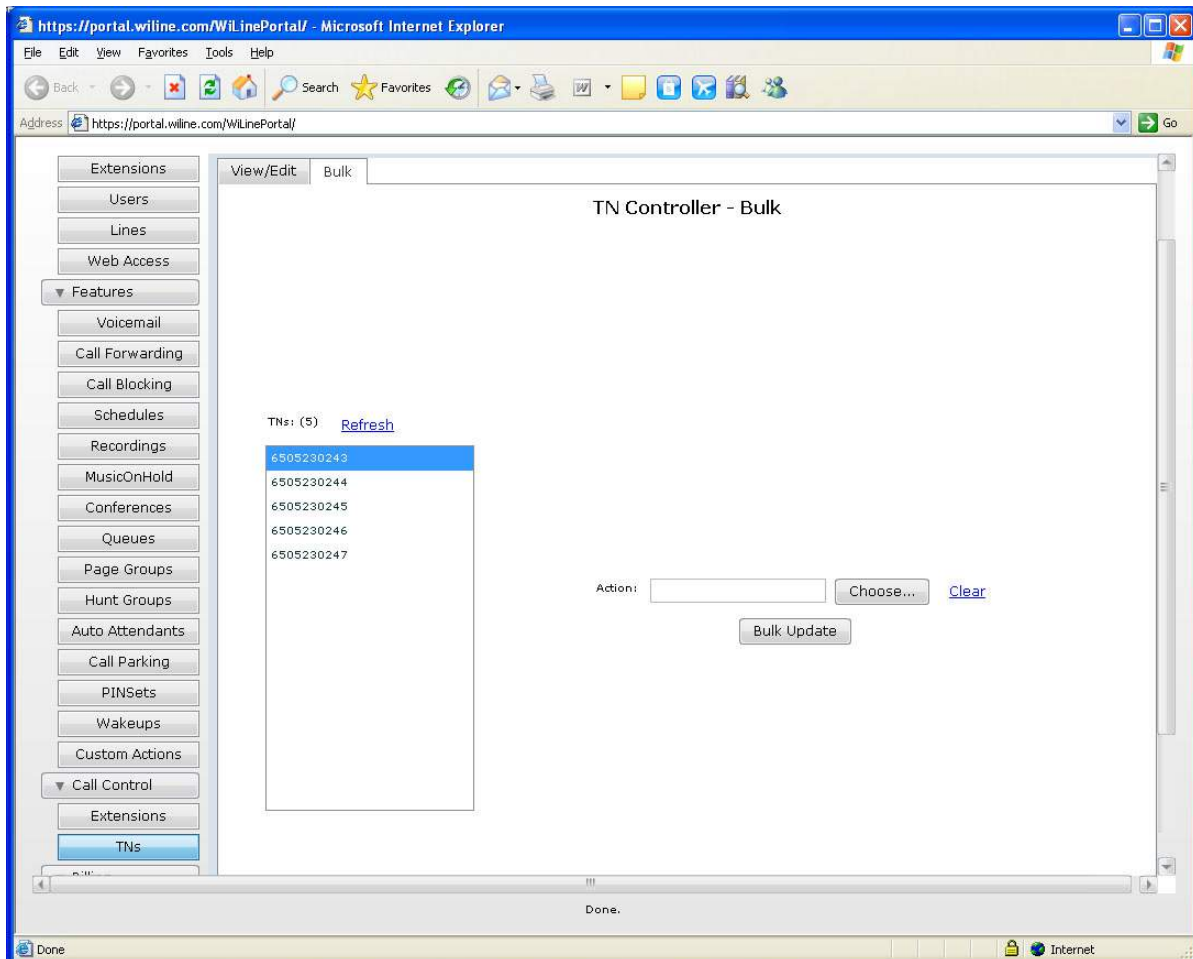 https://portal.wiline.com/WiLinePortal/ - Microsoft Internet Explorer
File Edit View Favorites Tools Help
Back Search Favorites
Address https://portal.wiline.com/WiLinePortal/ Go
Extensions
Users
Lines
Web Access
Features
Voicemail
Call Forwarding
Call Blocking
Schedules
Recordings
MusicOnHold
Conferences
Queues
Page Groups
Hunt Groups
Auto Attendants
Call Parking
PINSets
Wakeups
Custom Actions
Call Control
Extensions
TNs
View/Edit Bulk
TN Controller - Bulk
TNs: (5) Refresh
6505230243
6505230244
6505230245
6505230246
6505230247
Action: Choose... Clear
Bulk Update
Done.
Done Internet